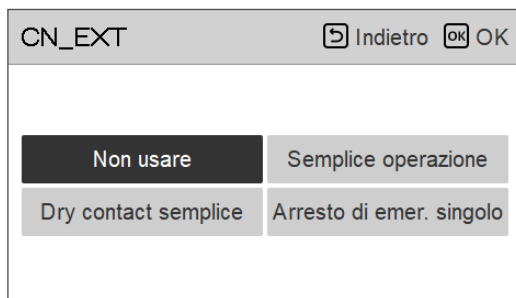 CN_EXT Indietro OK OK
Non usare Semplice operazione
Dry contact semplice Arresto di emer. singolo